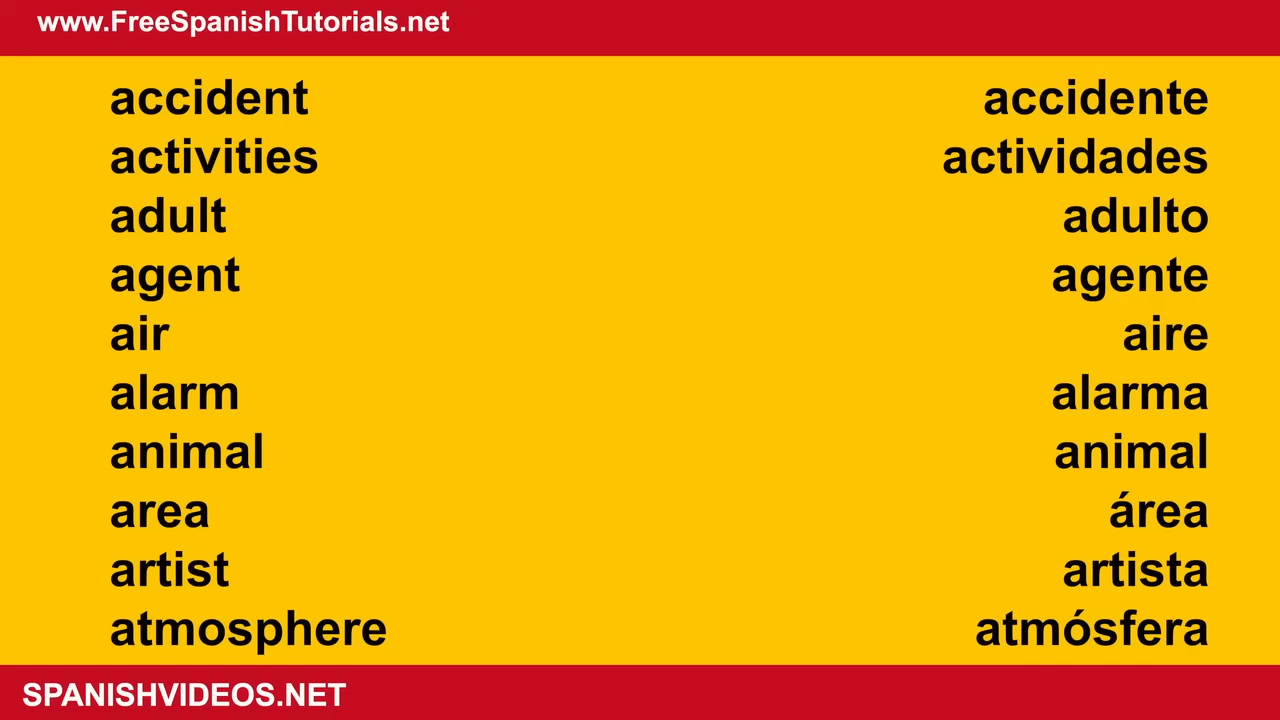 www.FreeSpanishTutorials.net
accident accidente
activities actividades
adult adulto
agent agente
air aire
alarm alarma
animal animal
area área
artist artista
atmosphere atmósfera
SPANISHVIDEOS.NET